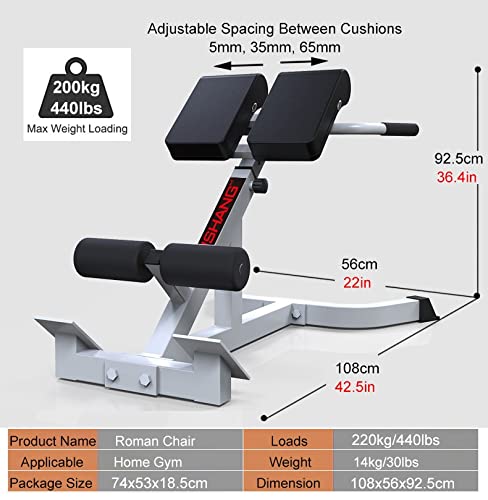 Adjustable Spacing Between Cushions
5mm, 35mm, 65mm
200kg
440lbs
Max Weight Loading
92.5cm
36.4in
ISHANG
56cm
22in
108cm
42.5in
Product Name Roman Chair Loads 220kg/440lbs
Applicable Home Gym Weight 14kg/30lbs
Package Size 74x53x18.5cm Dimension 108x56x92.5cm